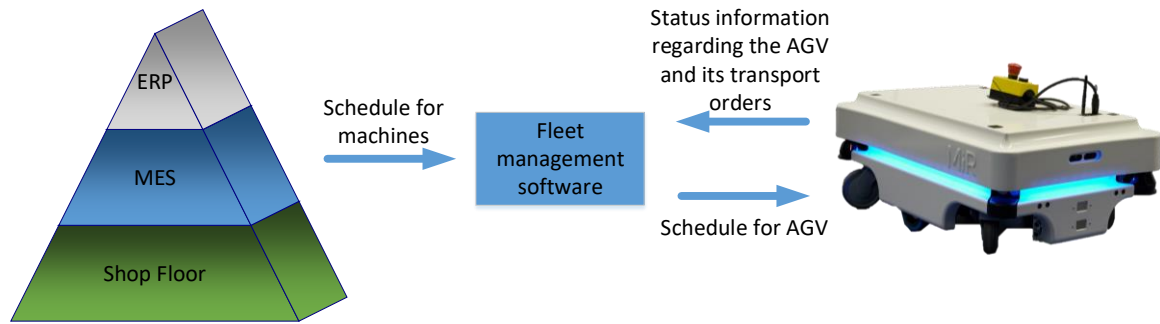 ERP
MES
Shop Floor
Schedule for
machines
Fleet
management
software
Status information
regarding the AGV
and its transport
orders
Schedule for AGV
MiR